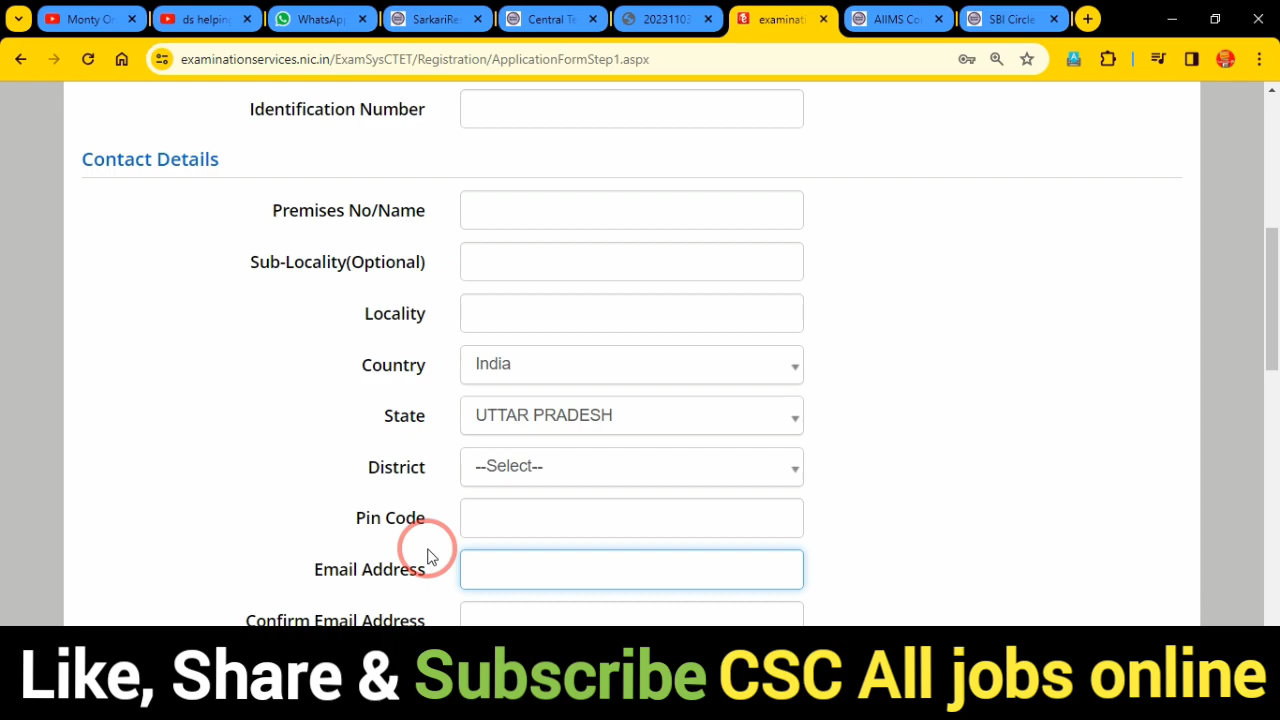 Monty On
ds helping
WhatsApp
SarkariRe
Central Te
20231103
examinati
AIIMS Co
SBI Circle
examinationservices.nic.in/ExamSysCTET/Registration/ApplicationFormStep1.aspx
Identification Number
Contact Details
Premises No/Name
Sub-Locality(Optional)
Locality
Country India
State UTTAR PRADESH
District --Select--
Pin Code
Email Address
Confirm Email Address
Like, Share & Subscribe CSC All jobs online